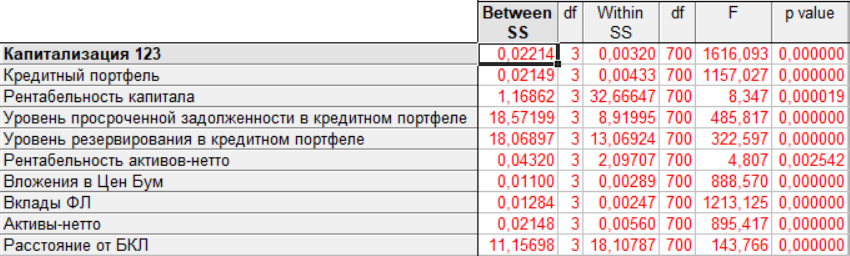 Between SS df Within SS df F p value
Капитализация 123 0,02214 3 0,00320 700 1616,093 0,000000
Кредитный портфель 0,02149 3 0,00433 700 1157,027 0,000000
Рентабельность капитала 1,16862 3 32,66647 700 8,347 0,000019
Уровень просроченной задолженности в кредитном портфеле 18,57199 3 8,91995 700 485,817 0,000000
Уровень резервирования в кредитном портфеле 18,06897 3 13,06924 700 322,597 0,000000
Рентабельность активов-нетто 0,04320 3 2,09707 700 4,807 0,002542
Вложения в Цен Бум 0,01100 3 0,00289 700 888,570 0,000000
Вклады ФЛ 0,01284 3 0,00247 700 1213,125 0,000000
Активы-нетто 0,02148 3 0,00560 700 895,417 0,000000
Расстояние от БКЛ 11,15698 3 18,10787 700 143,766 0,000000